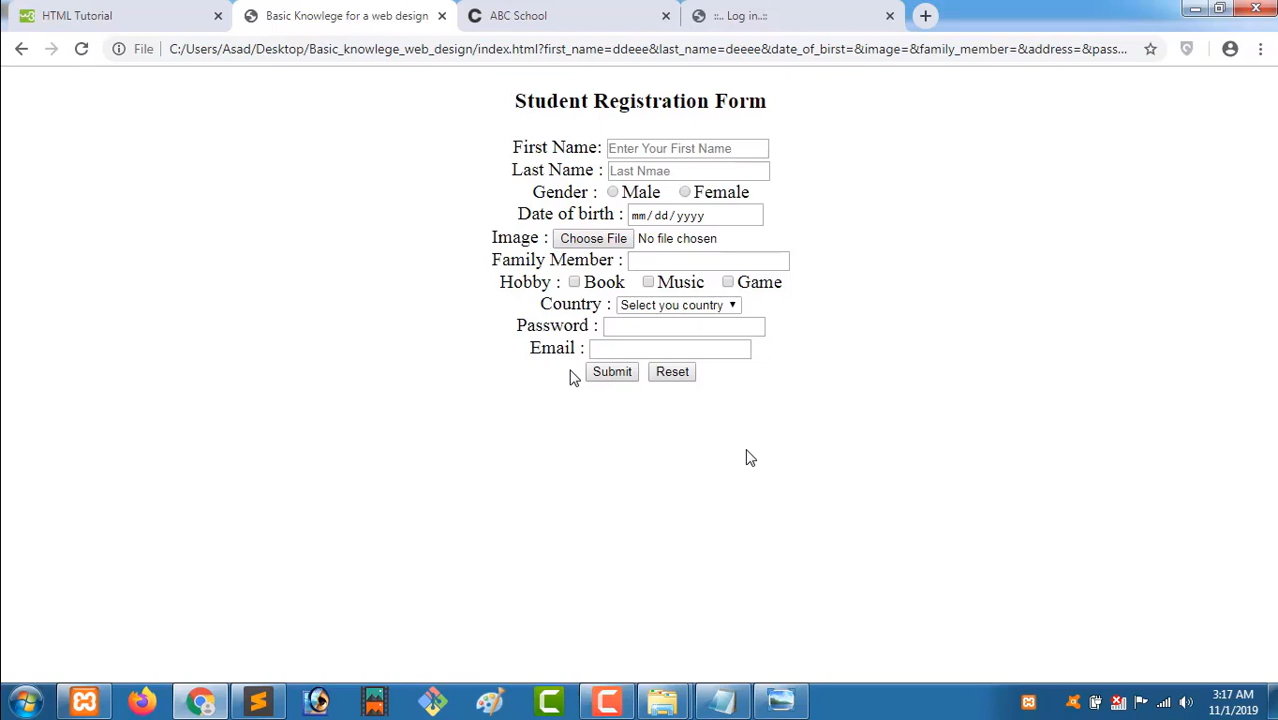 HTML Tutorial
Basic Knowlege for a web design
ABC School
::.. Log in..::
File
C:/Users/Asad/Desktop/Basic_knowlege_web_design/index.html?first_name=ddeee&last_name=deeee&date_of_birst=&image=&family_member=&address=&pass...
Student Registration Form
First Name: Enter Your First Name
Last Name : Last Nmae
Gender : Male Female
Date of birth : mm/dd/yyyy
Image : Choose File No file chosen
Family Member :
Hobby : Book Music Game
Country : Select you country
Password :
Email :
Submit Reset
3:17 AM
11/1/2019